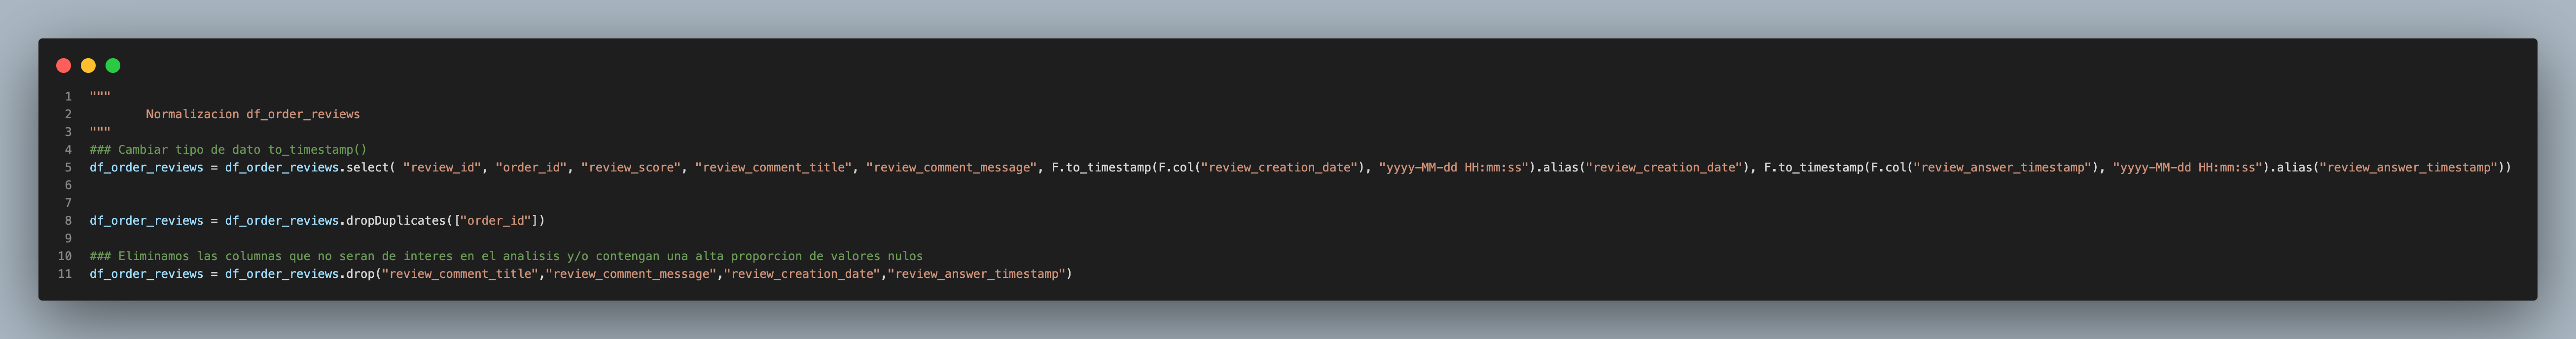 1 """
2 Normalizacion df_order_reviews
3 """
4 ### Cambiar tipo de dato to_timestamp()
5 df_order_reviews = df_order_reviews.select( "review_id", "order_id", "review_score", "review_comment_title", "review_comment_message", F.to_timestamp(F.col("review_creation_date"), "yyyy-MM-dd HH:mm:ss").alias("review_creation_date"), F.to_timestamp(F.col("review_answer_timestamp"), "yyyy-MM-dd HH:mm:ss").alias("review_answer_timestamp"))
6
7
8 df_order_reviews = df_order_reviews.dropDuplicates(["order_id"])
9
10 ### Eliminamos las columnas que no seran de interes en el analisis y/o contengan una alta proporcion de valores nulos
11 df_order_reviews = df_order_reviews.drop("review_comment_title","review_comment_message","review_creation_date","review_answer_timestamp")